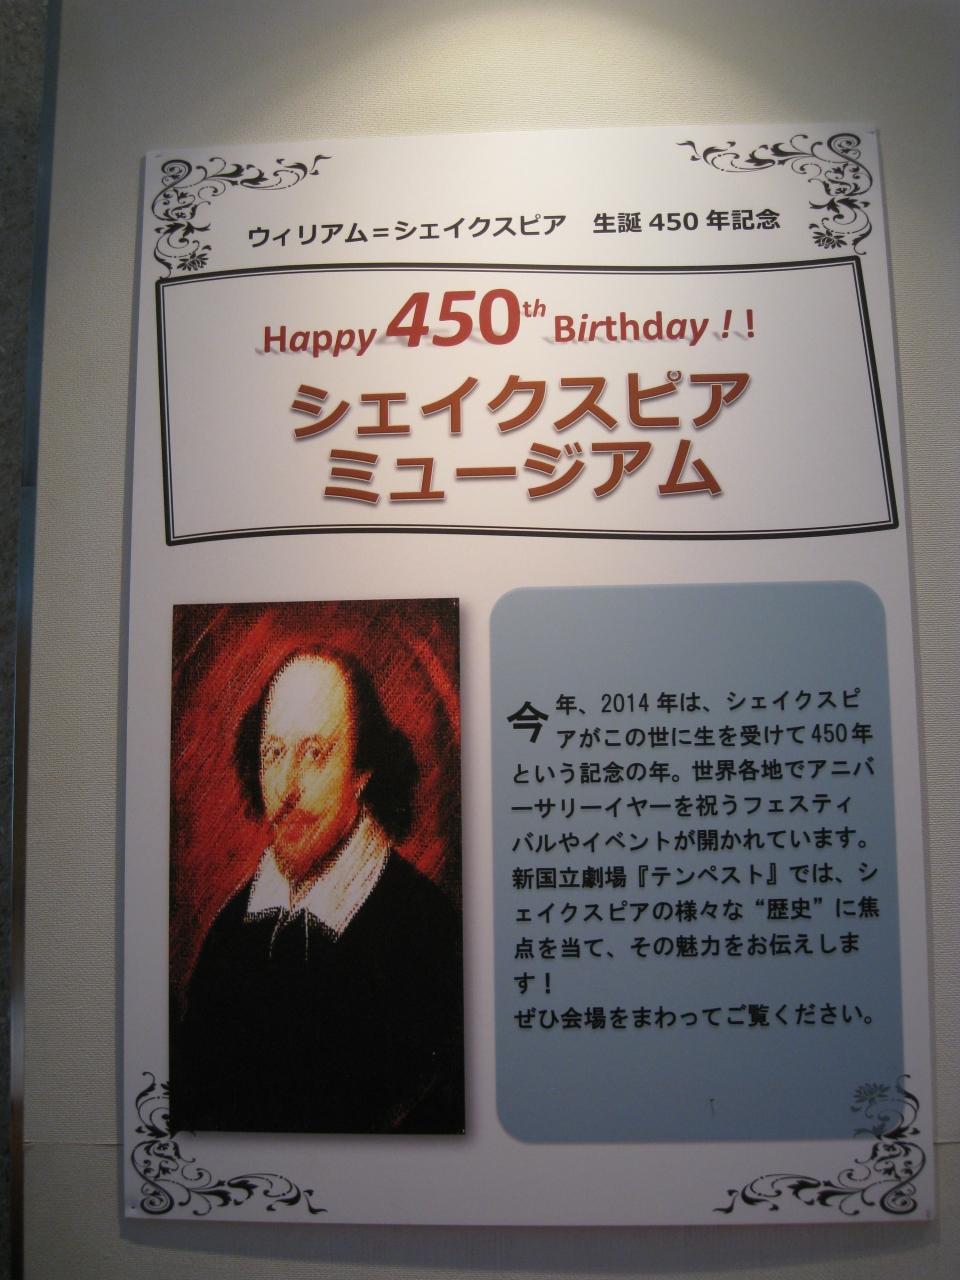 ウィリアム＝シェイクスピア　生誕 450 年記念
Happy 450th Birthday !!
シェイクスピア
ミュージアム
今年、2014 年は、シェイクスピ
アがこの世に生を受けて 450 年
という記念の年。世界各地でアニバ
ーサリーイヤーを祝うフェスティ
バルやイベントが開かれています。
新国立劇場『テンペスト』では、シ
ェイクスピアの様々な“歴史”に焦
点を当て、その魅力をお伝えしま
す！
ぜひ会場をまわってご覧ください。